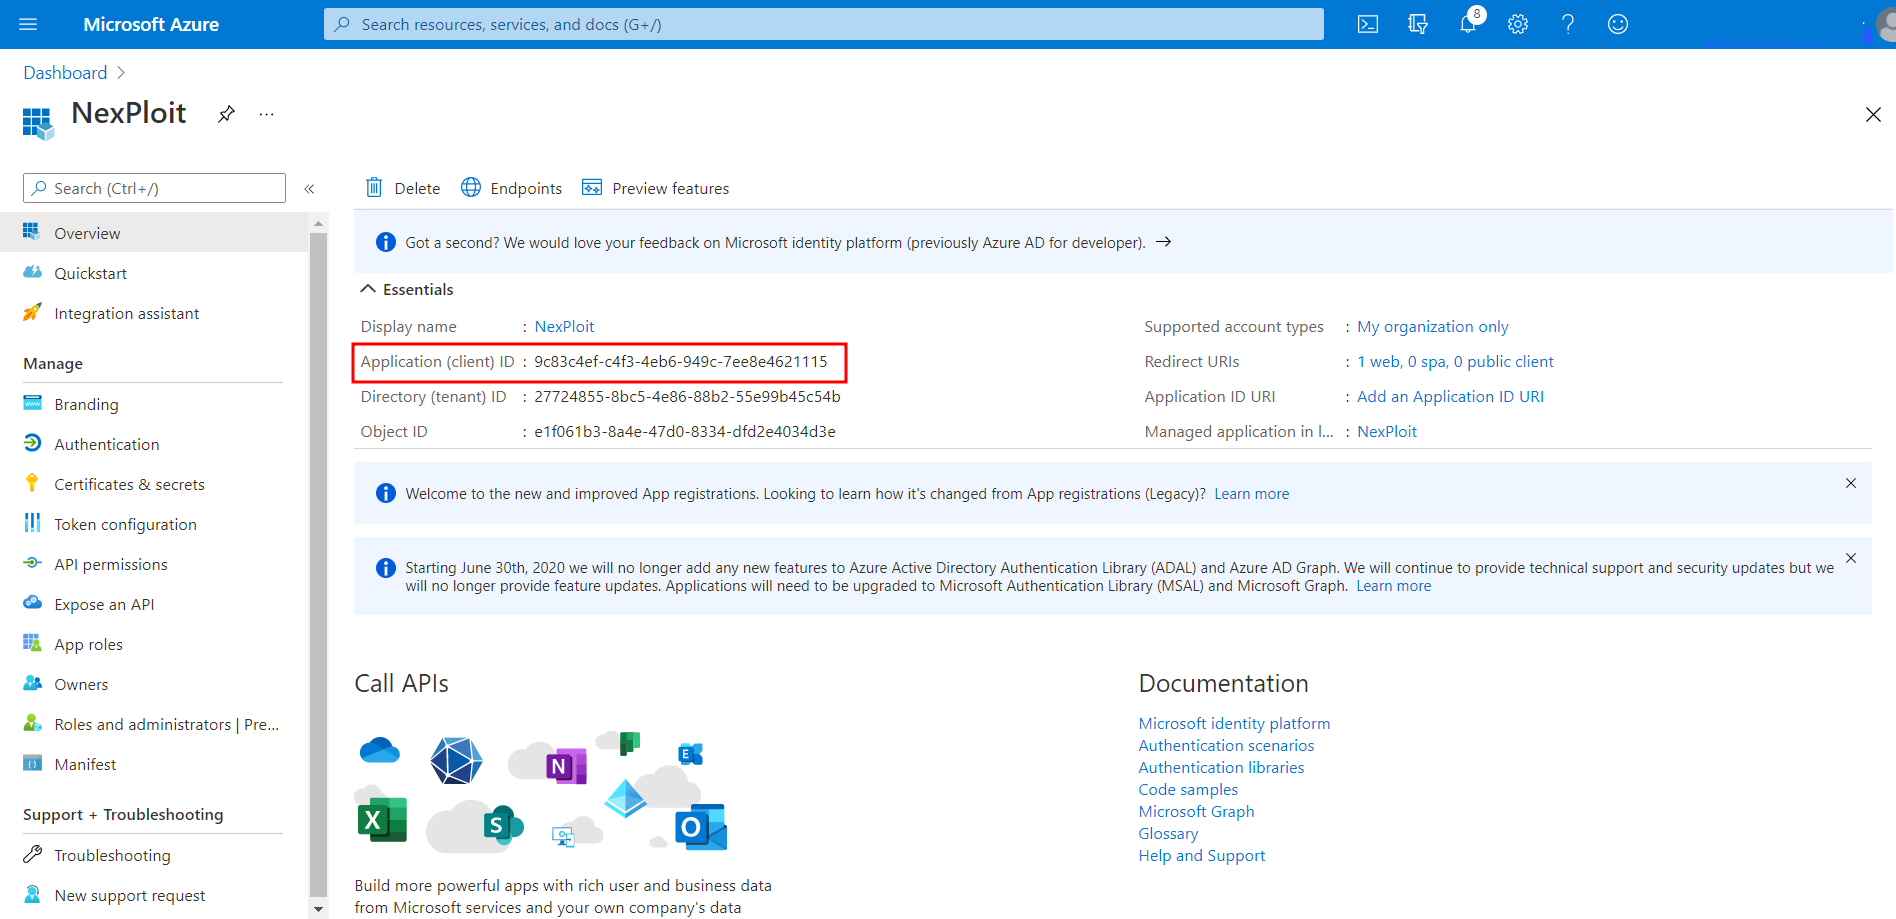 Microsoft Azure
Search resources, services, and docs (G+/)
8
Dashboard
NexPloit
Search (Ctrl+/)
Overview
Quickstart
Integration assistant
Manage
Branding
Authentication
Certificates & secrets
Token configuration
API permissions
Expose an API
App roles
Owners
Roles and administrators | Pre...
Manifest
Support + Troubleshooting
Troubleshooting
New support request
Delete
Endpoints
Preview features
Got a second? We would love your feedback on Microsoft identity platform (previously Azure AD for developer).
Essentials
Display name : NexPloit
Application (client) ID : 9c83c4ef-c4f3-4eb6-949c-7ee8e4621115
Directory (tenant) ID : 27724855-8bc5-4e86-88b2-55e99b45c54b
Object ID : e1f061b3-8a4e-47d0-8334-dfd2e4034d3e
Supported account types : My organization only
Redirect URIs : 1 web, 0 spa, 0 public client
Application ID URI : Add an Application ID URI
Managed application in l... : NexPloit
Welcome to the new and improved App registrations. Looking to learn how it's changed from App registrations (Legacy)? Learn more
Starting June 30th, 2020 we will no longer add any new features to Azure Active Directory Authentication Library (ADAL) and Azure AD Graph. We will continue to provide technical support and security updates but we
will no longer provide feature updates. Applications will need to be upgraded to Microsoft Authentication Library (MSAL) and Microsoft Graph. Learn more
Call APIs
N
E
X
S
O
Build more powerful apps with rich user and business data
from Microsoft services and your own company's data
Documentation
Microsoft identity platform
Authentication scenarios
Authentication libraries
Code samples
Microsoft Graph
Glossary
Help and Support